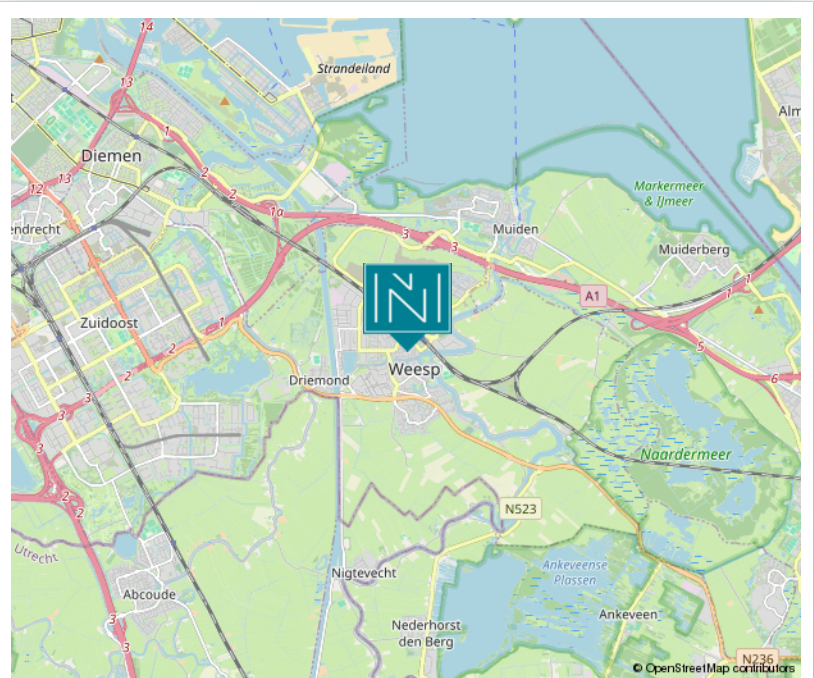 14
Strandeiland
13
Alm
t
1
Diemen
2
13
12
2
Markermeer
& IJmeer
1a
endrecht
3
Muiden
3
Muiderberg
1
1
A1
N
Zuidoost
1
5
2
Weesp
2
Driemond
6
3
3
3
Naardermeer
2
2
N523
Utrecht
Ankeveense
Plassen
Nigtevecht
Abcoude
Ankeveen
3
Nederhorst
den Berg
3
N236
© OpenStreetMap contributors